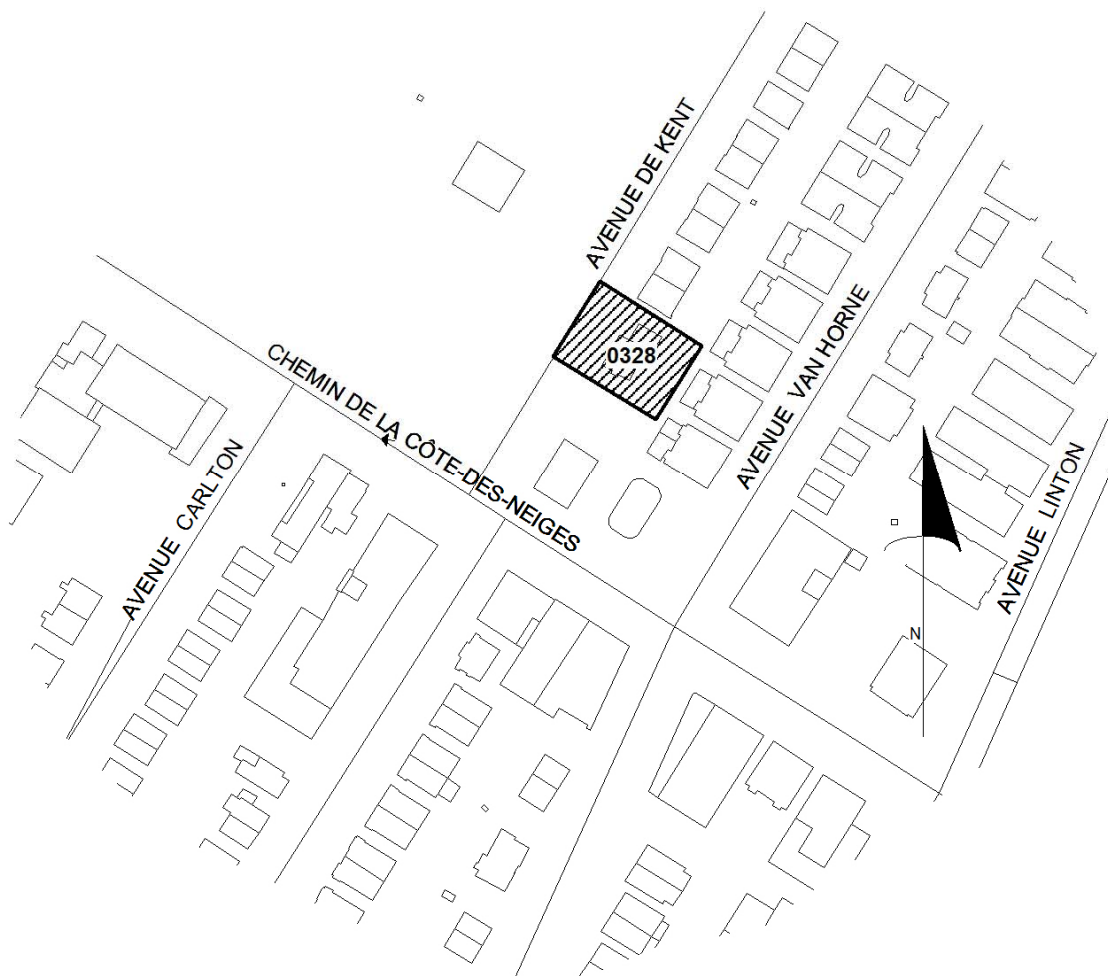 AVENUE DE KENT
0328
CHEMIN DE LA CÔTE-DES-NEIGES
AVENUE VAN HORNE
AVENUE CARLTON
AVENUE LINTON
N